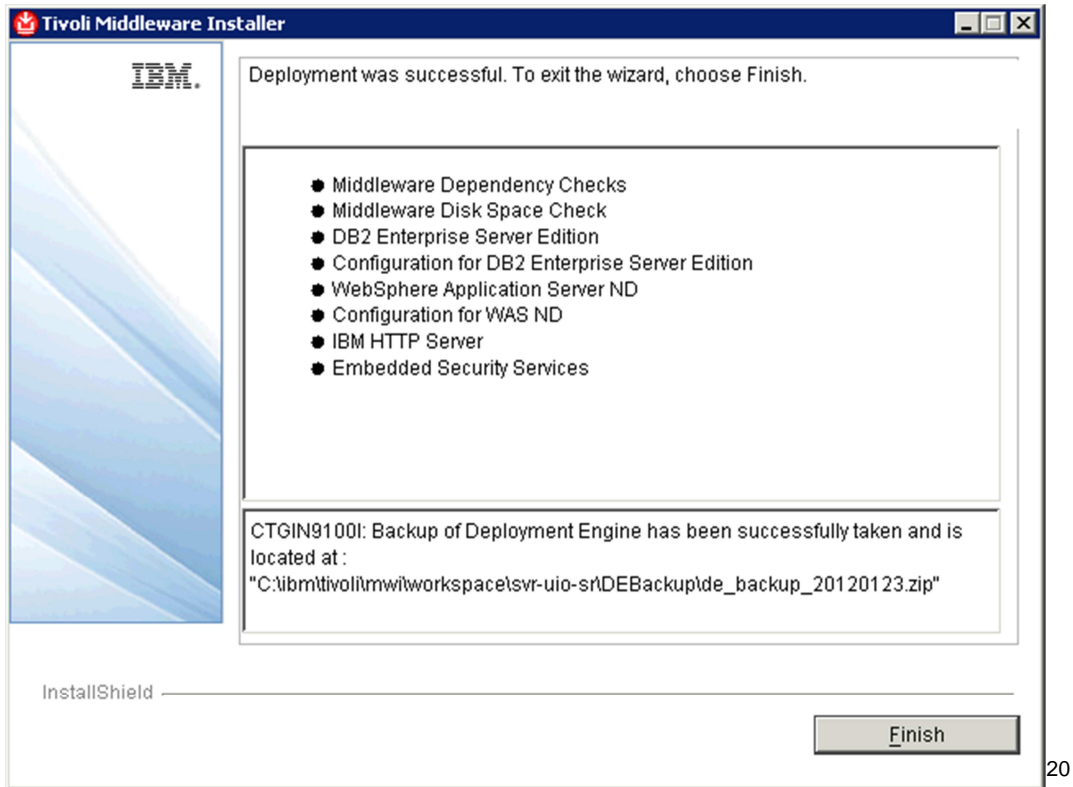 Tivoli Middleware Installer
IBM.
Deployment was successful. To exit the wizard, choose Finish.
Middleware Dependency Checks
Middleware Disk Space Check
DB2 Enterprise Server Edition
Configuration for DB2 Enterprise Server Edition
WebSphere Application Server ND
Configuration for WAS ND
IBM HTTP Server
Embedded Security Services
CTGIN9100I: Backup of Deployment Engine has been successfully taken and is
located at :
"C:\ibm\tivoli\mwi\workspace\svr-uio-sr\DEBackup\de_backup_20120123.zip"
InstallShield
Finish
20